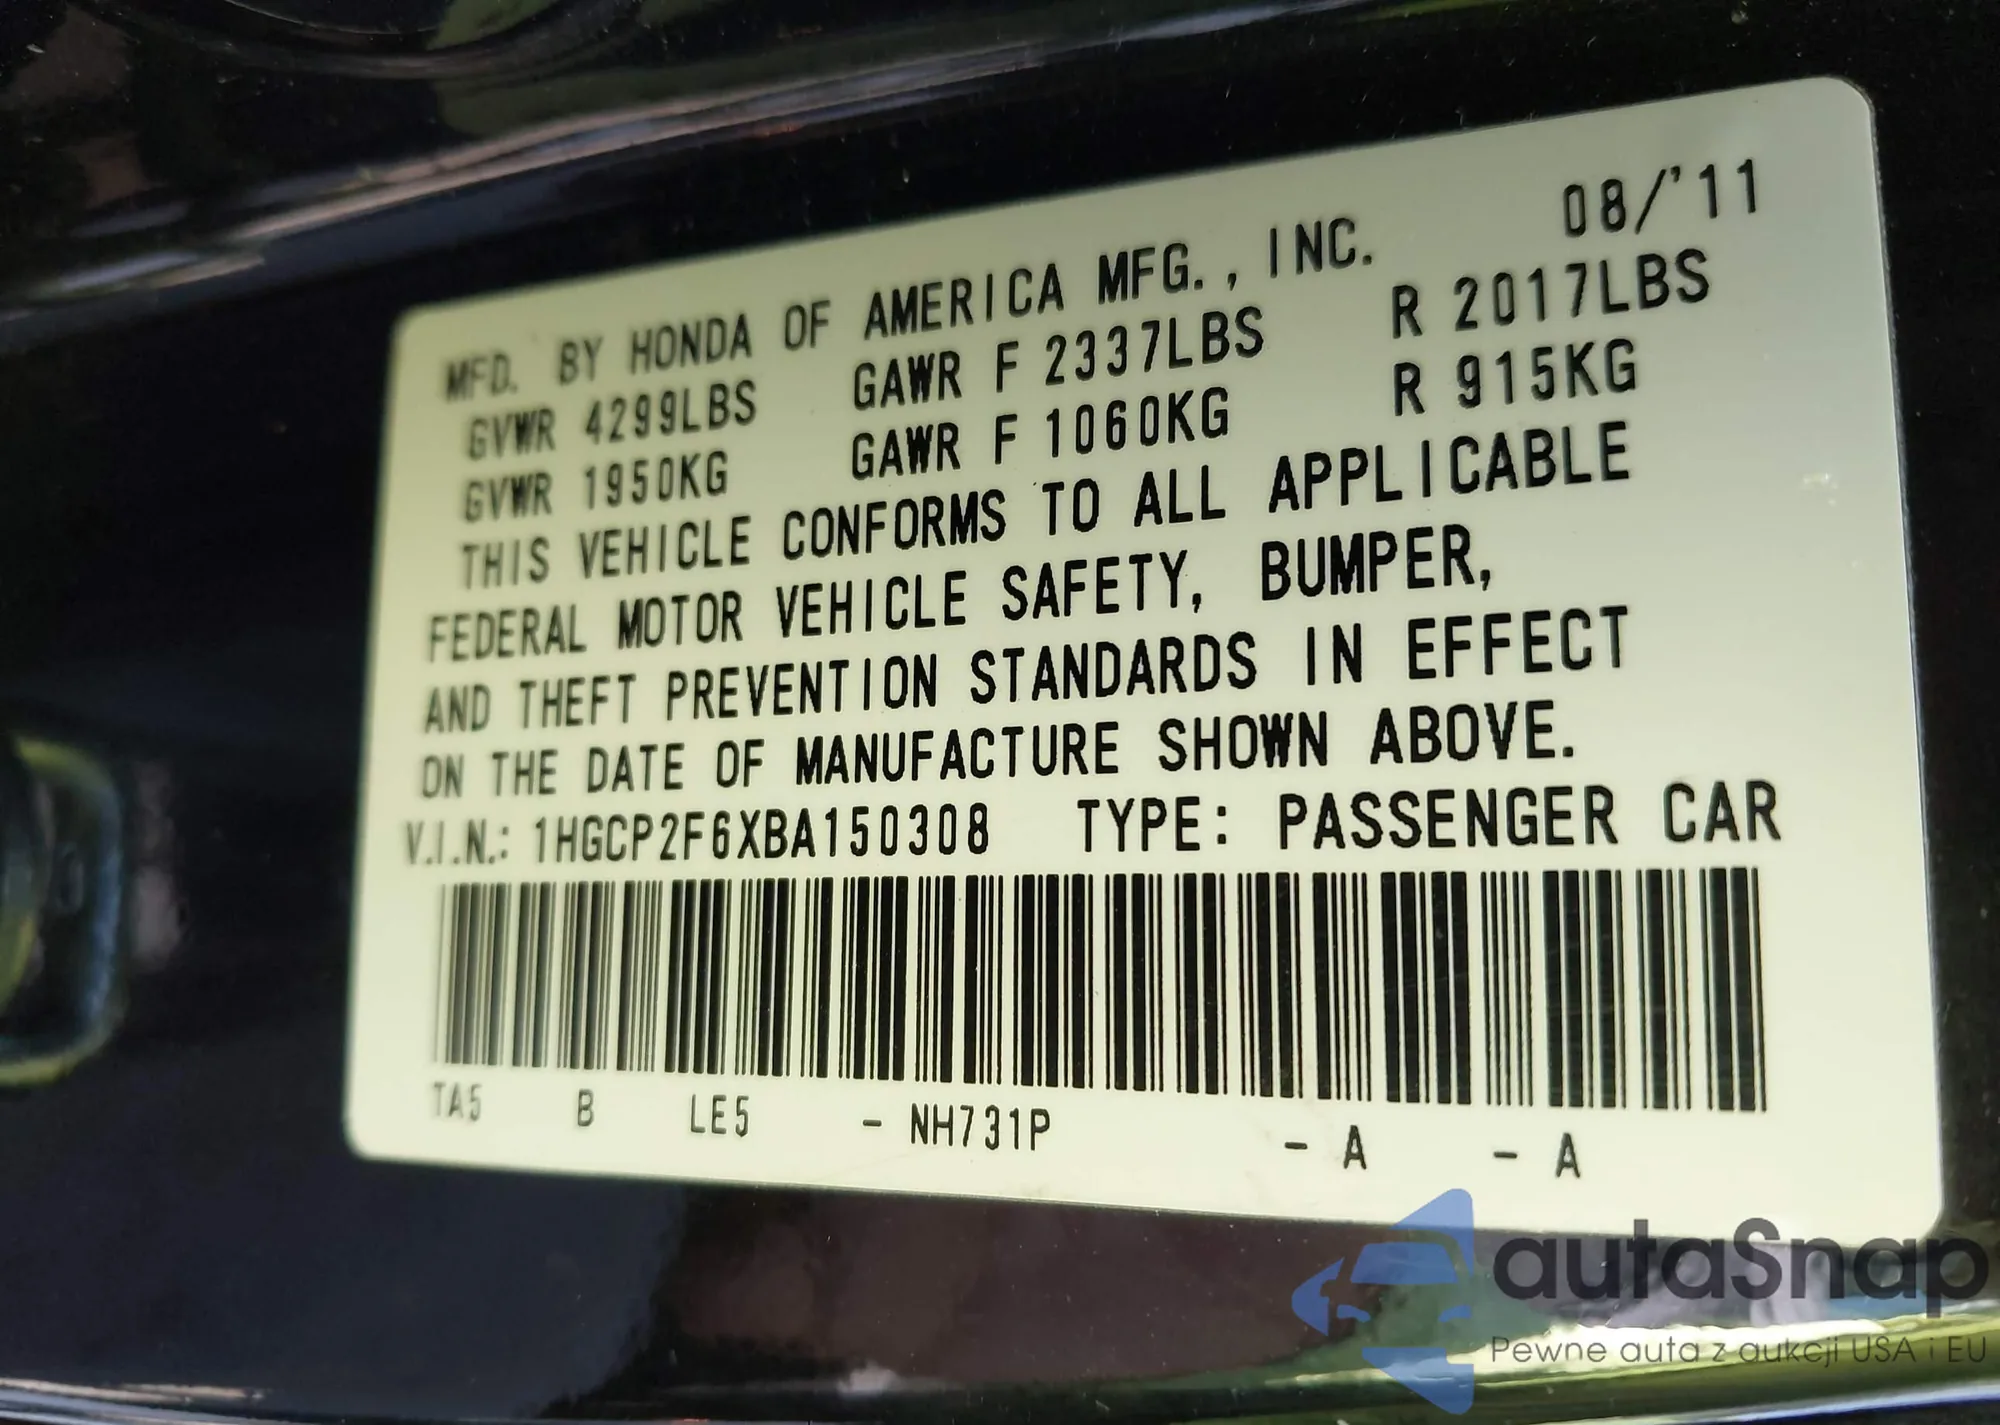 08/'11
MFD. BY HONDA OF AMERICA MFG., INC.
GVWR 4299LBS GAWR F 2337LBS R 2017LBS
GVWR 1950KG GAWR F 1060KG R 915KG
THIS VEHICLE CONFORMS TO ALL APPLICABLE
FEDERAL MOTOR VEHICLE SAFETY, BUMPER,
AND THEFT PREVENTION STANDARDS IN EFFECT
ON THE DATE OF MANUFACTURE SHOWN ABOVE.
V.I.N.: 1HGCP2F6XBA150308 TYPE: PASSENGER CAR
TA5 B LE5 - NH731P - A - A
autaSnap
Pewne auta z aukcji USA i EU